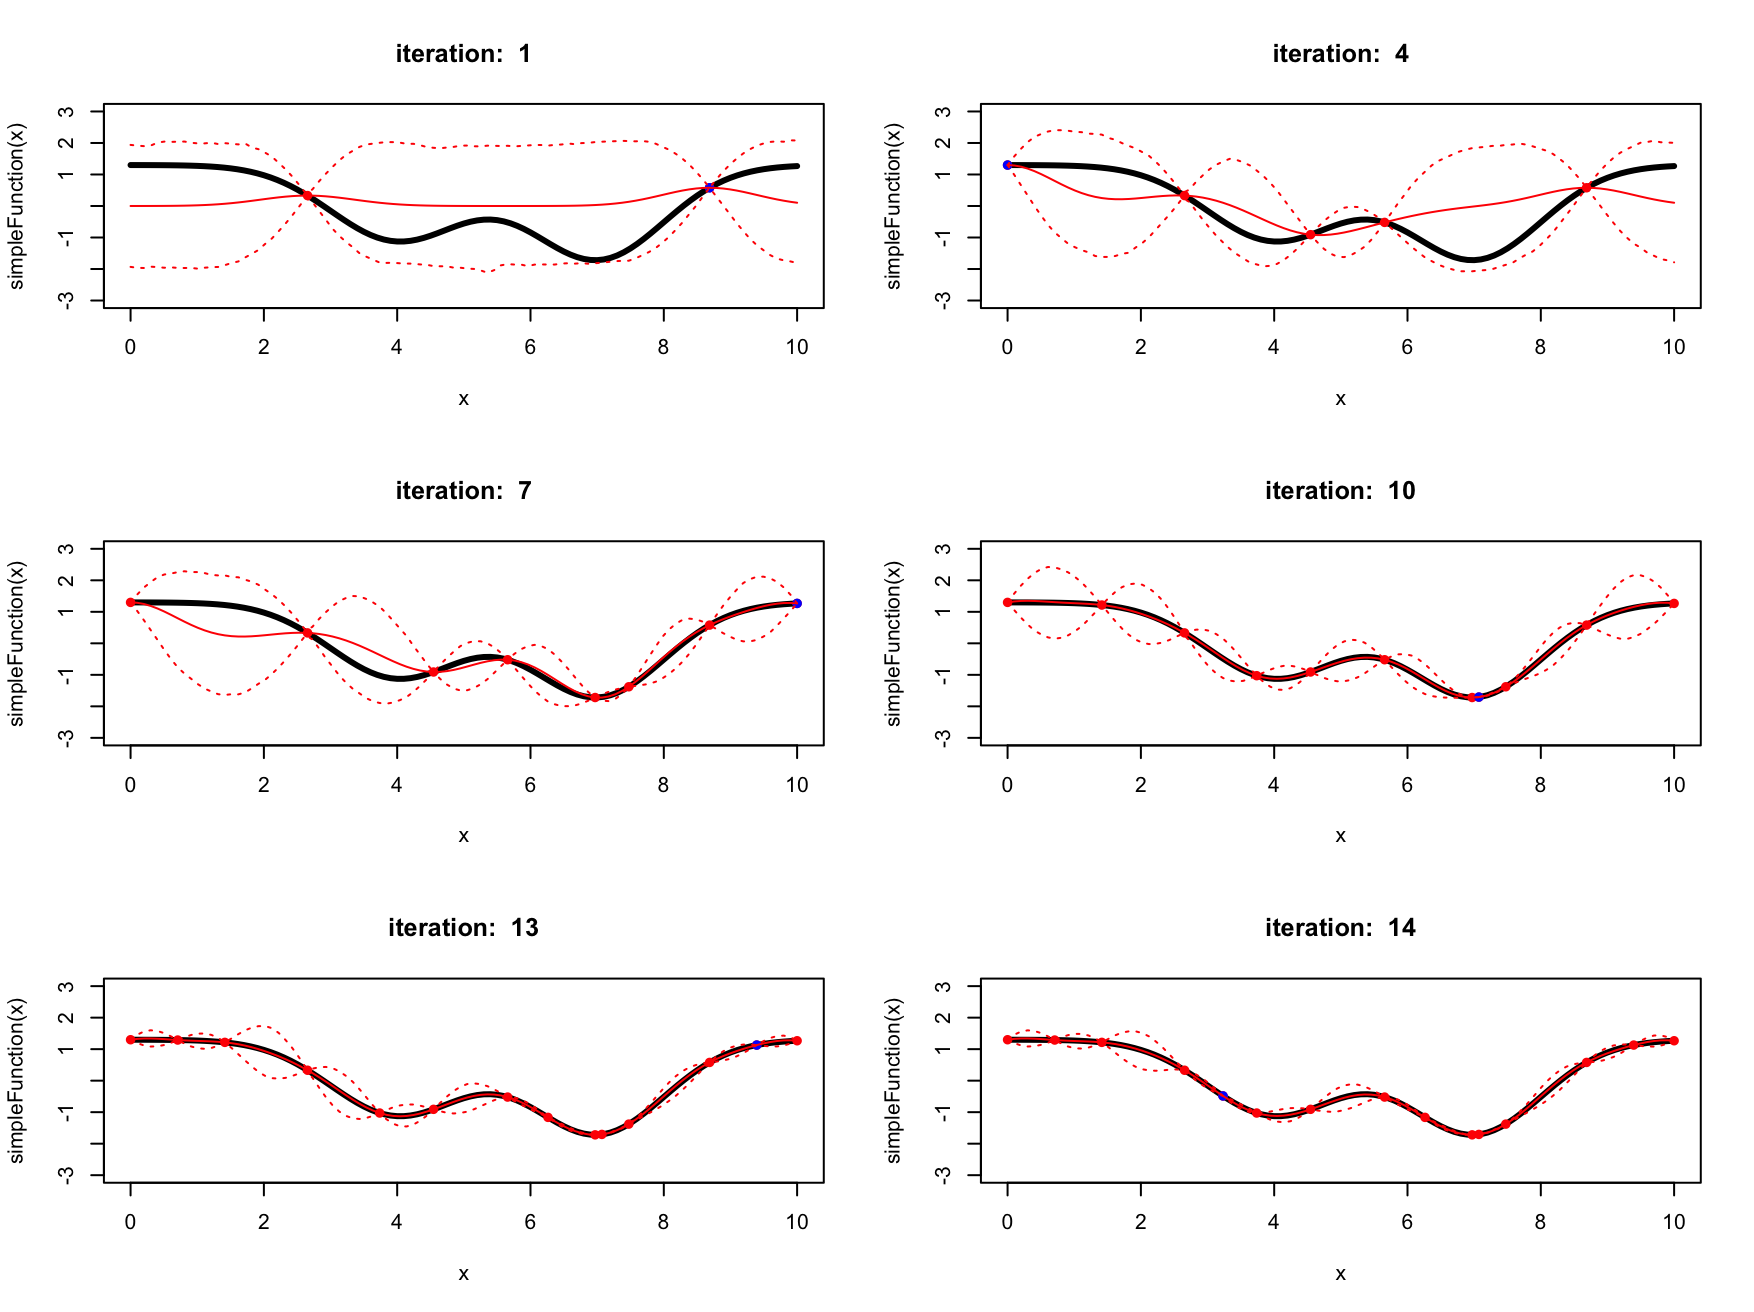 iteration:  1
simpleFunction(x)
3
2
1
-1
-3
0 2 4 6 8 10
x
iteration:  4
simpleFunction(x)
3
2
1
-1
-3
0 2 4 6 8 10
x
iteration:  7
simpleFunction(x)
3
2
1
-1
-3
0 2 4 6 8 10
x
iteration:  10
simpleFunction(x)
3
2
1
-1
-3
0 2 4 6 8 10
x
iteration:  13
simpleFunction(x)
3
2
1
-1
-3
0 2 4 6 8 10
x
iteration:  14
simpleFunction(x)
3
2
1
-1
-3
0 2 4 6 8 10
x